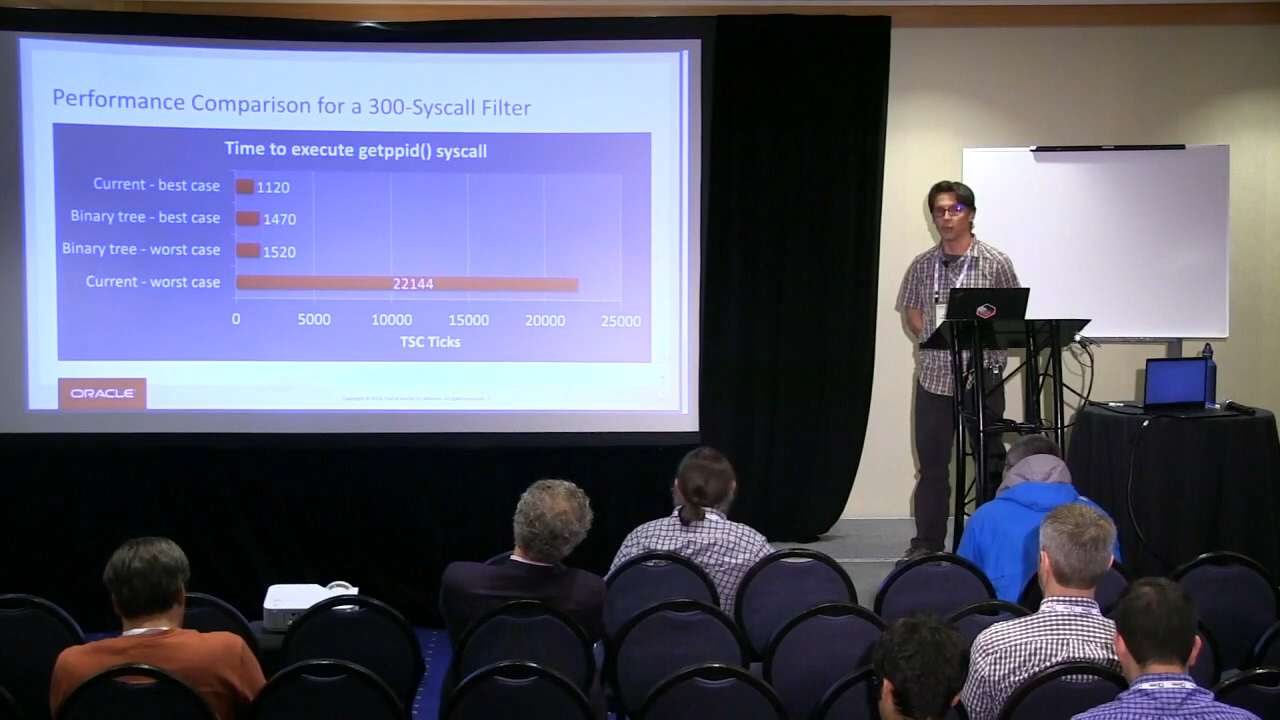 Performance Comparison for a 300-Syscall Filter
Time to execute getppid() syscall
Current - best case 1120
Binary tree - best case 1470
Binary tree - worst case 1520
Current - worst case 22144
0 5000 10000 15000 20000 25000
TSC Ticks
ORACLE